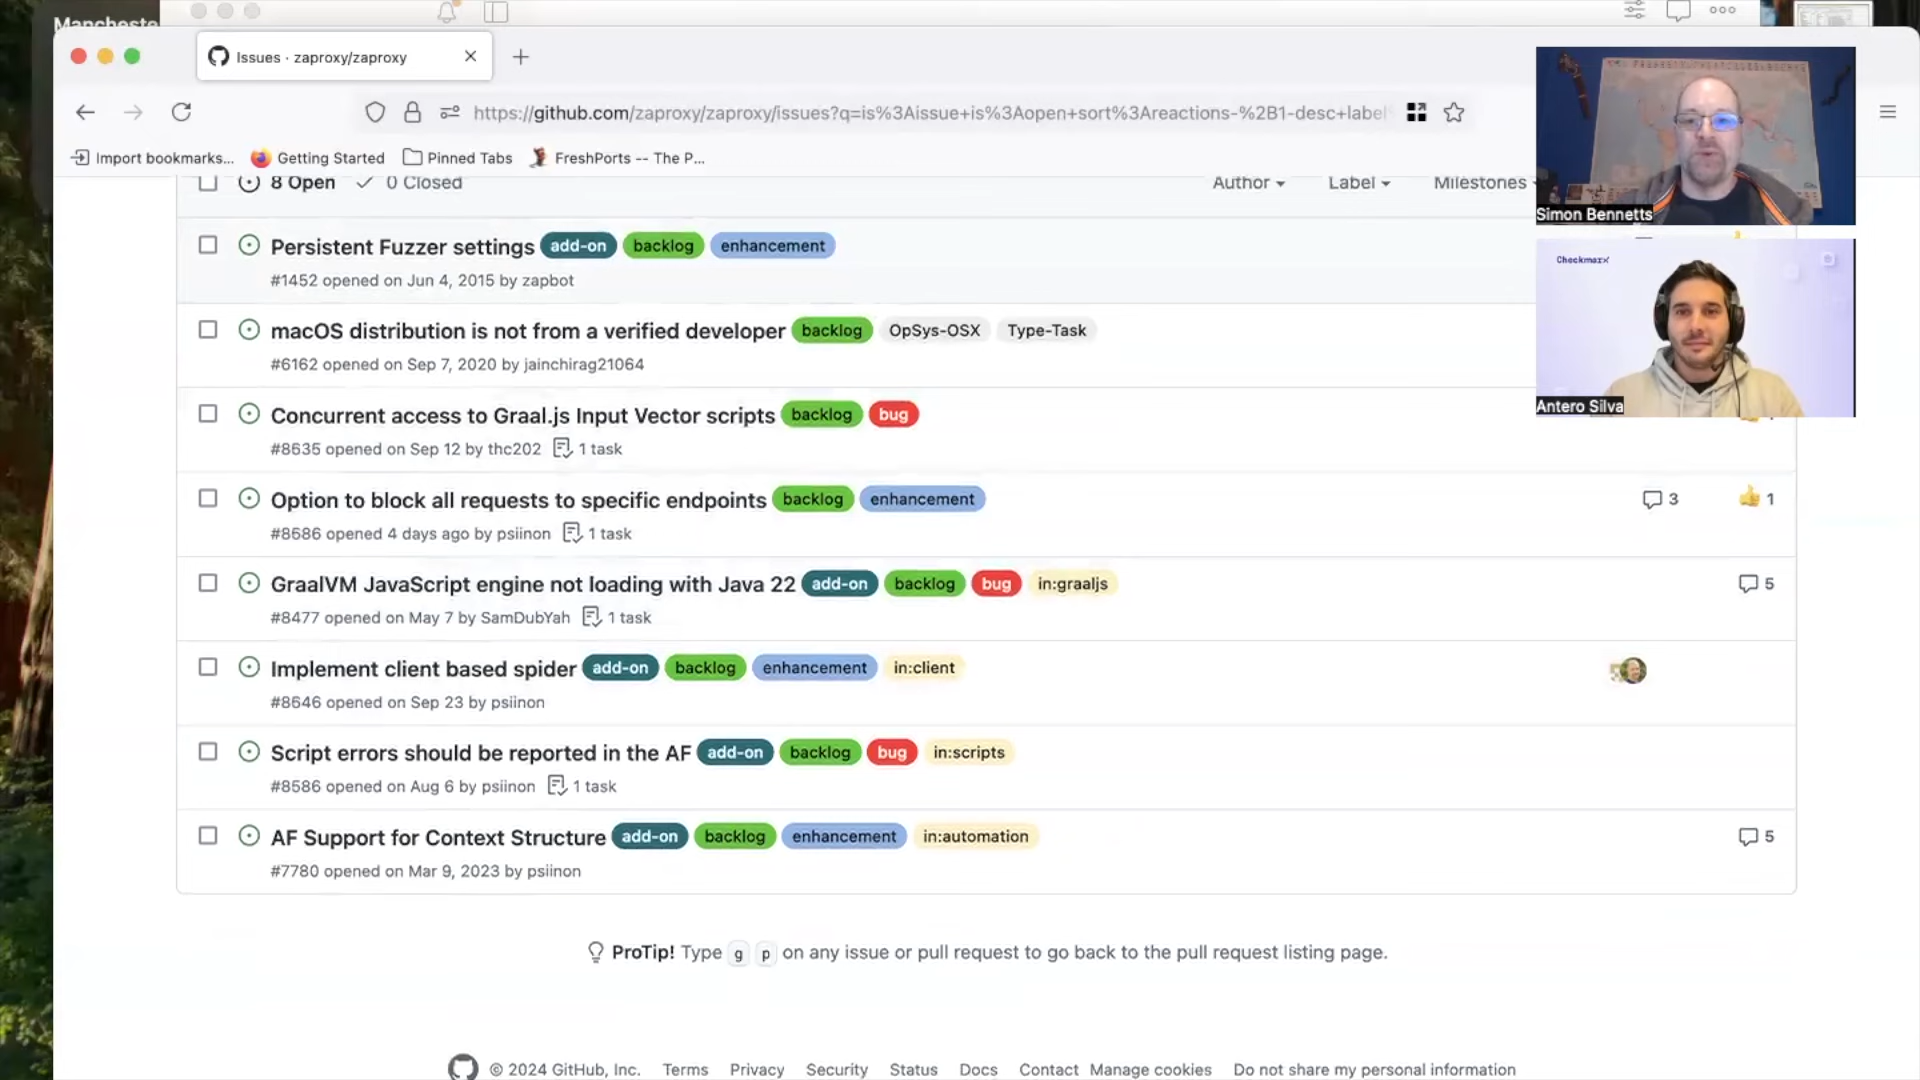 Mancheste
Issues · zaproxy/zaproxy
https://github.com/zaproxy/zaproxy/issues?q=is%3Aissue+is%3Aopen+sort%3Areactions-%2B1-desc+label
Import bookmarks... Getting Started Pinned Tabs FreshPorts -- The P...
8 Open 0 Closed Author Label Milestones
Simon Bennetts
Persistent Fuzzer settings add-on backlog enhancement
#1452 opened on Jun 4, 2015 by zapbot
Checkmarx
macOS distribution is not from a verified developer backlog OpSys-OSX Type-Task
#6162 opened on Sep 7, 2020 by jainchirag21064
Antero Silva
Concurrent access to Graal.js Input Vector scripts backlog bug
#8635 opened on Sep 12 by thc202 1 task
Option to block all requests to specific endpoints backlog enhancement 3 1
#8686 opened 4 days ago by psiinon 1 task
GraalVM JavaScript engine not loading with Java 22 add-on backlog bug in:graaljs 5
#8477 opened on May 7 by SamDubYah 1 task
Implement client based spider add-on backlog enhancement in:client
#8646 opened on Sep 23 by psiinon
Script errors should be reported in the AF add-on backlog bug in:scripts
#8586 opened on Aug 6 by psiinon 1 task
AF Support for Context Structure add-on backlog enhancement in:automation 5
#7780 opened on Mar 9, 2023 by psiinon
ProTip! Type g p on any issue or pull request to go back to the pull request listing page.
© 2024 GitHub, Inc. Terms Privacy Security Status Docs Contact Manage cookies Do not share my personal information